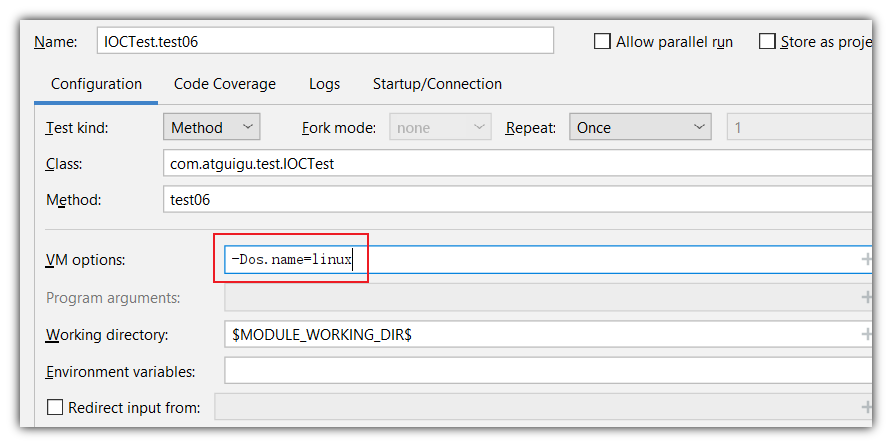 Name: IOCTest.test06 Allow parallel run Store as proje
Configuration Code Coverage Logs Startup/Connection
Test kind: Method Fork mode: none Repeat: Once 1
Class: com.atguigu.test.IOCTest
Method: test06
VM options: -Dos.name=linux
Program arguments:
Working directory: $MODULE_WORKING_DIR$
Environment variables:
Redirect input from: